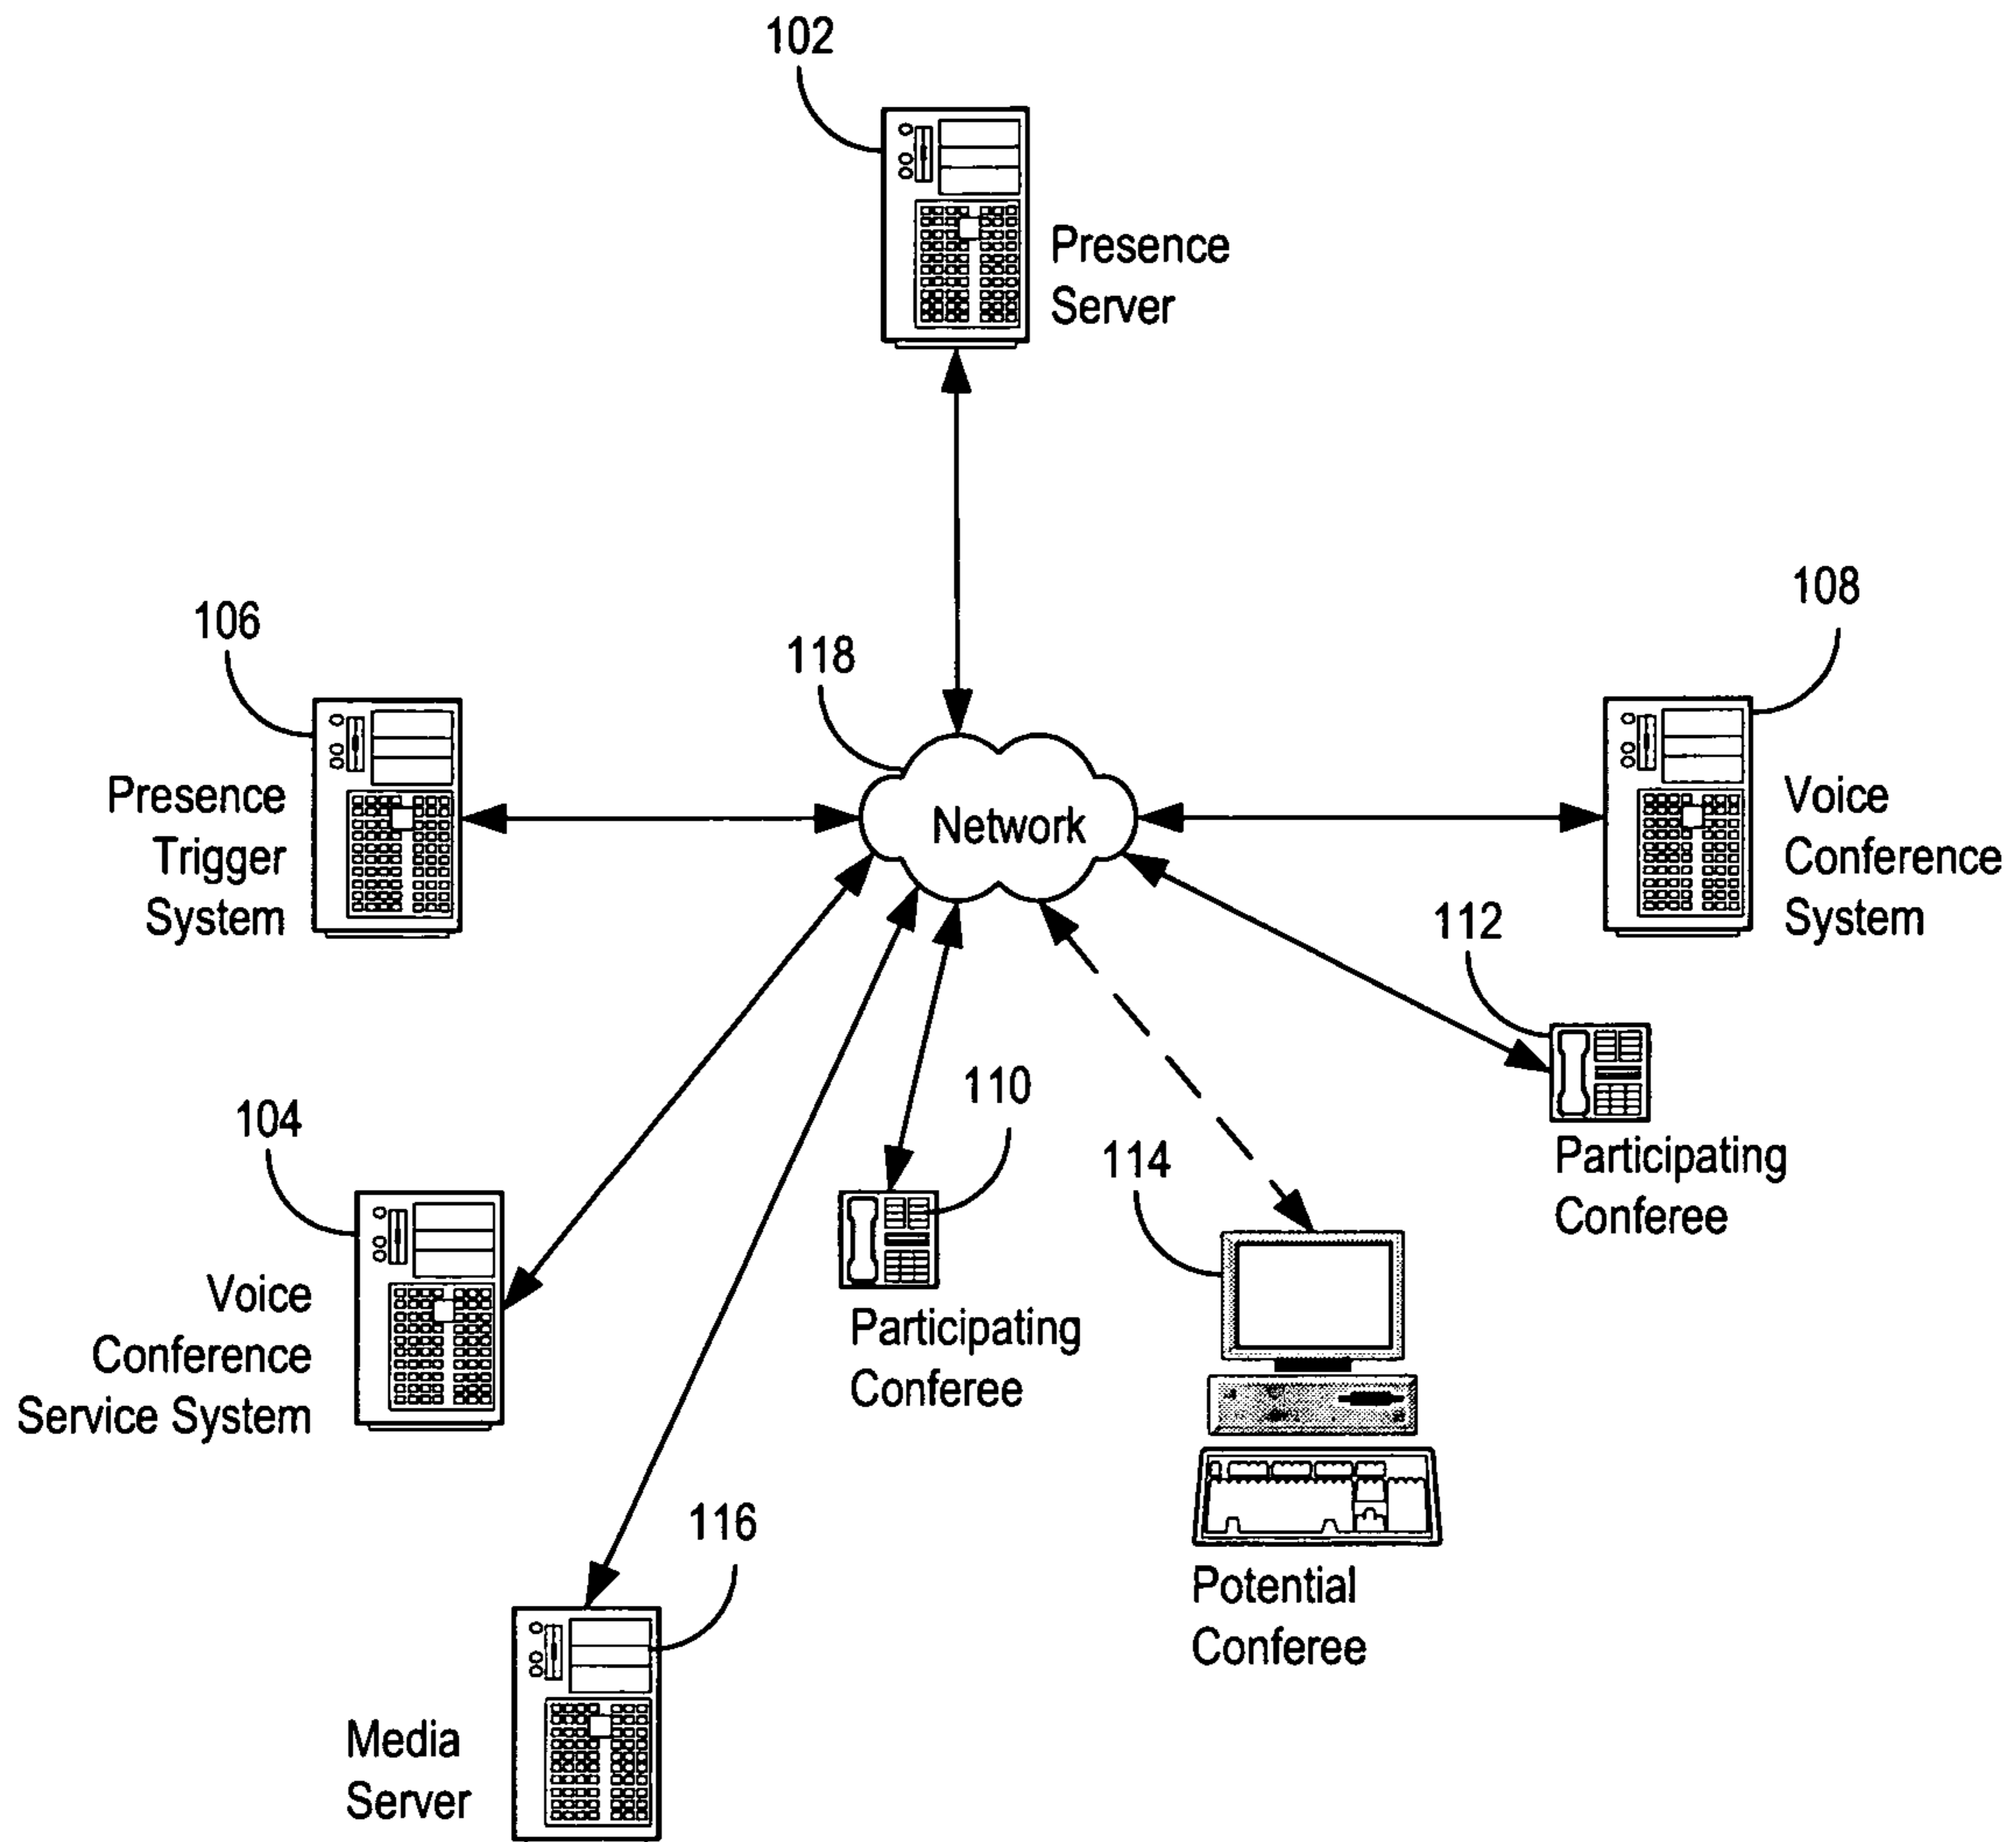 102
Presence
Server
106
118
108
Presence
Trigger
System
Network
Voice
Conference
System
112
104
110
114
Participating
Conferee
Voice
Conference
Service System
Participating
Conferee
116
Potential
Conferee
Media
Server